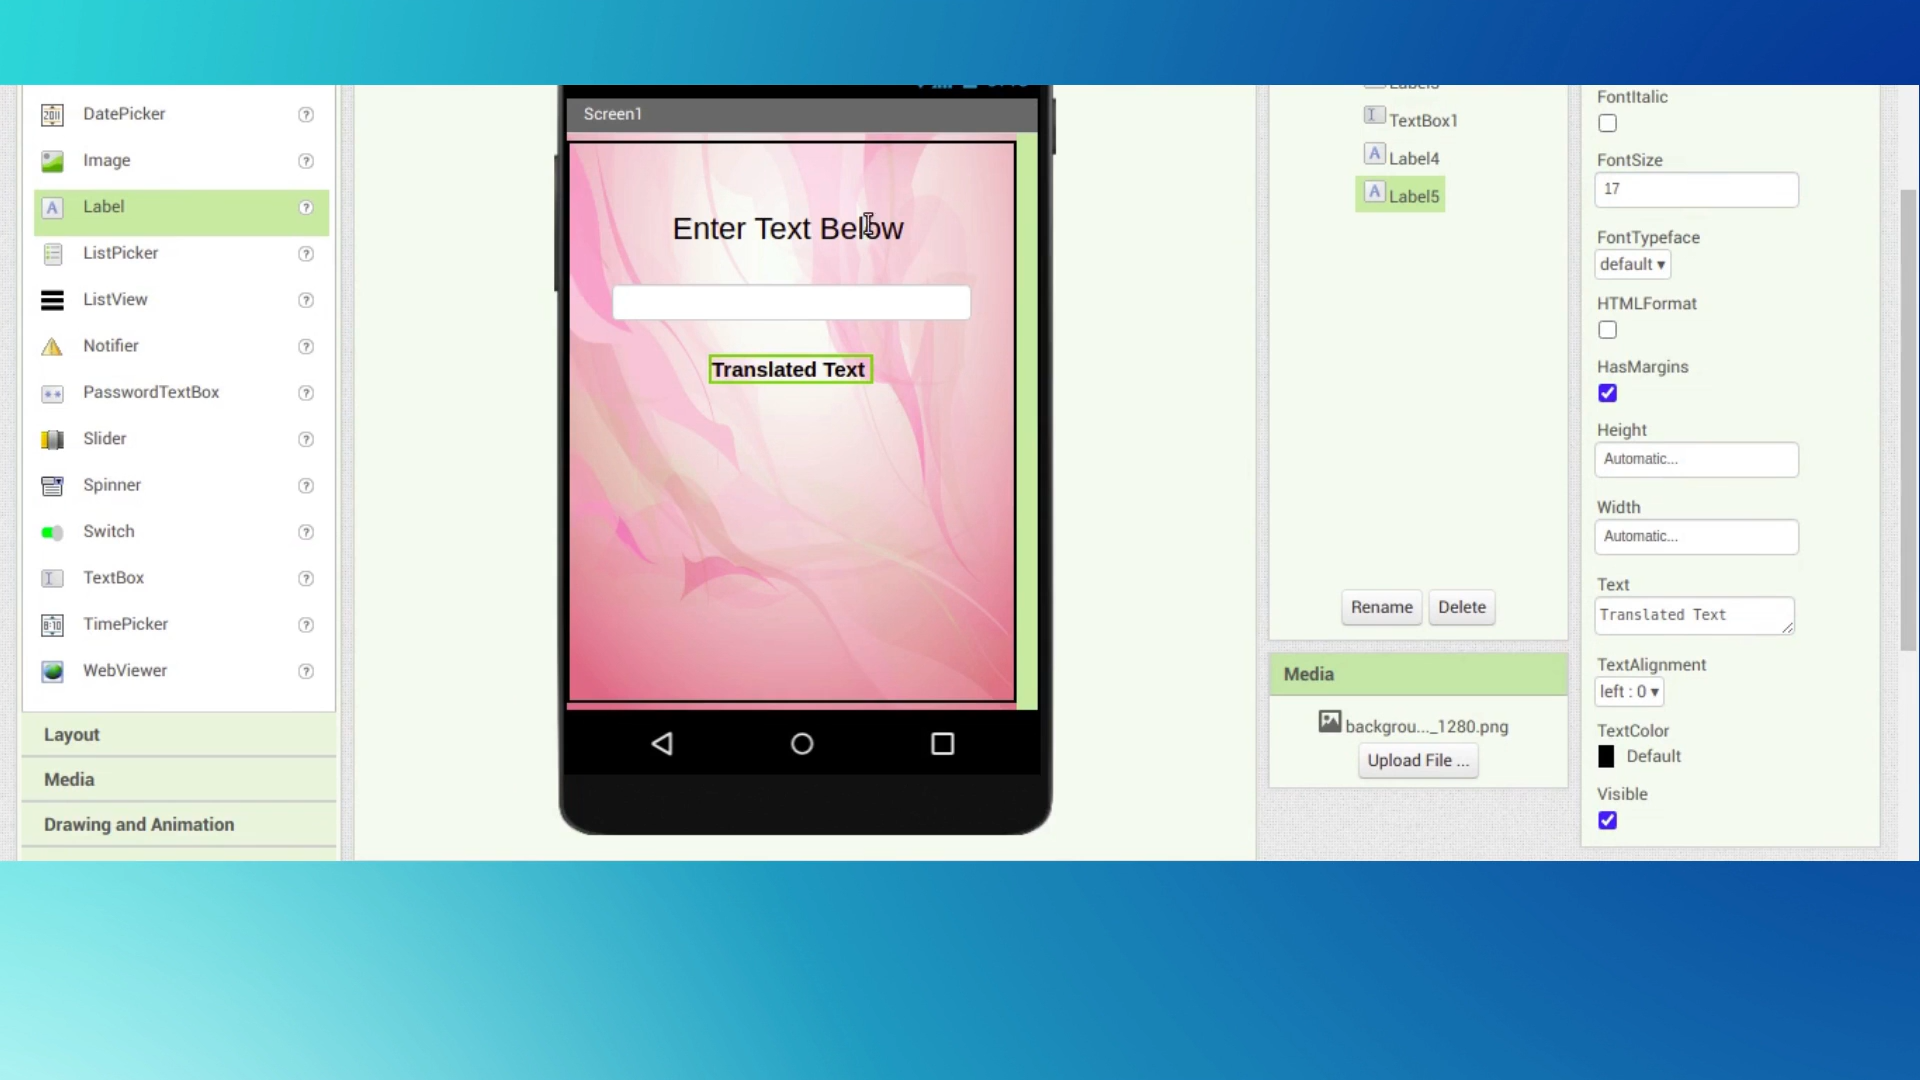 DatePicker
Image
Label
ListPicker
ListView
Notifier
PasswordTextBox
Slider
Spinner
Switch
TextBox
TimePicker
WebViewer
Layout
Media
Drawing and Animation
Screen1
Enter Text Below
Translated Text
TextBox1
Label4
Label5
Rename
Delete
Media
backgrou..._1280.png
Upload File ...
FontItalic
FontSize
17
FontTypeface
default ▾
HTMLFormat
HasMargins
Height
Automatic...
Width
Automatic...
Text
Translated Text
TextAlignment
left : 0 ▾
TextColor
Default
Visible